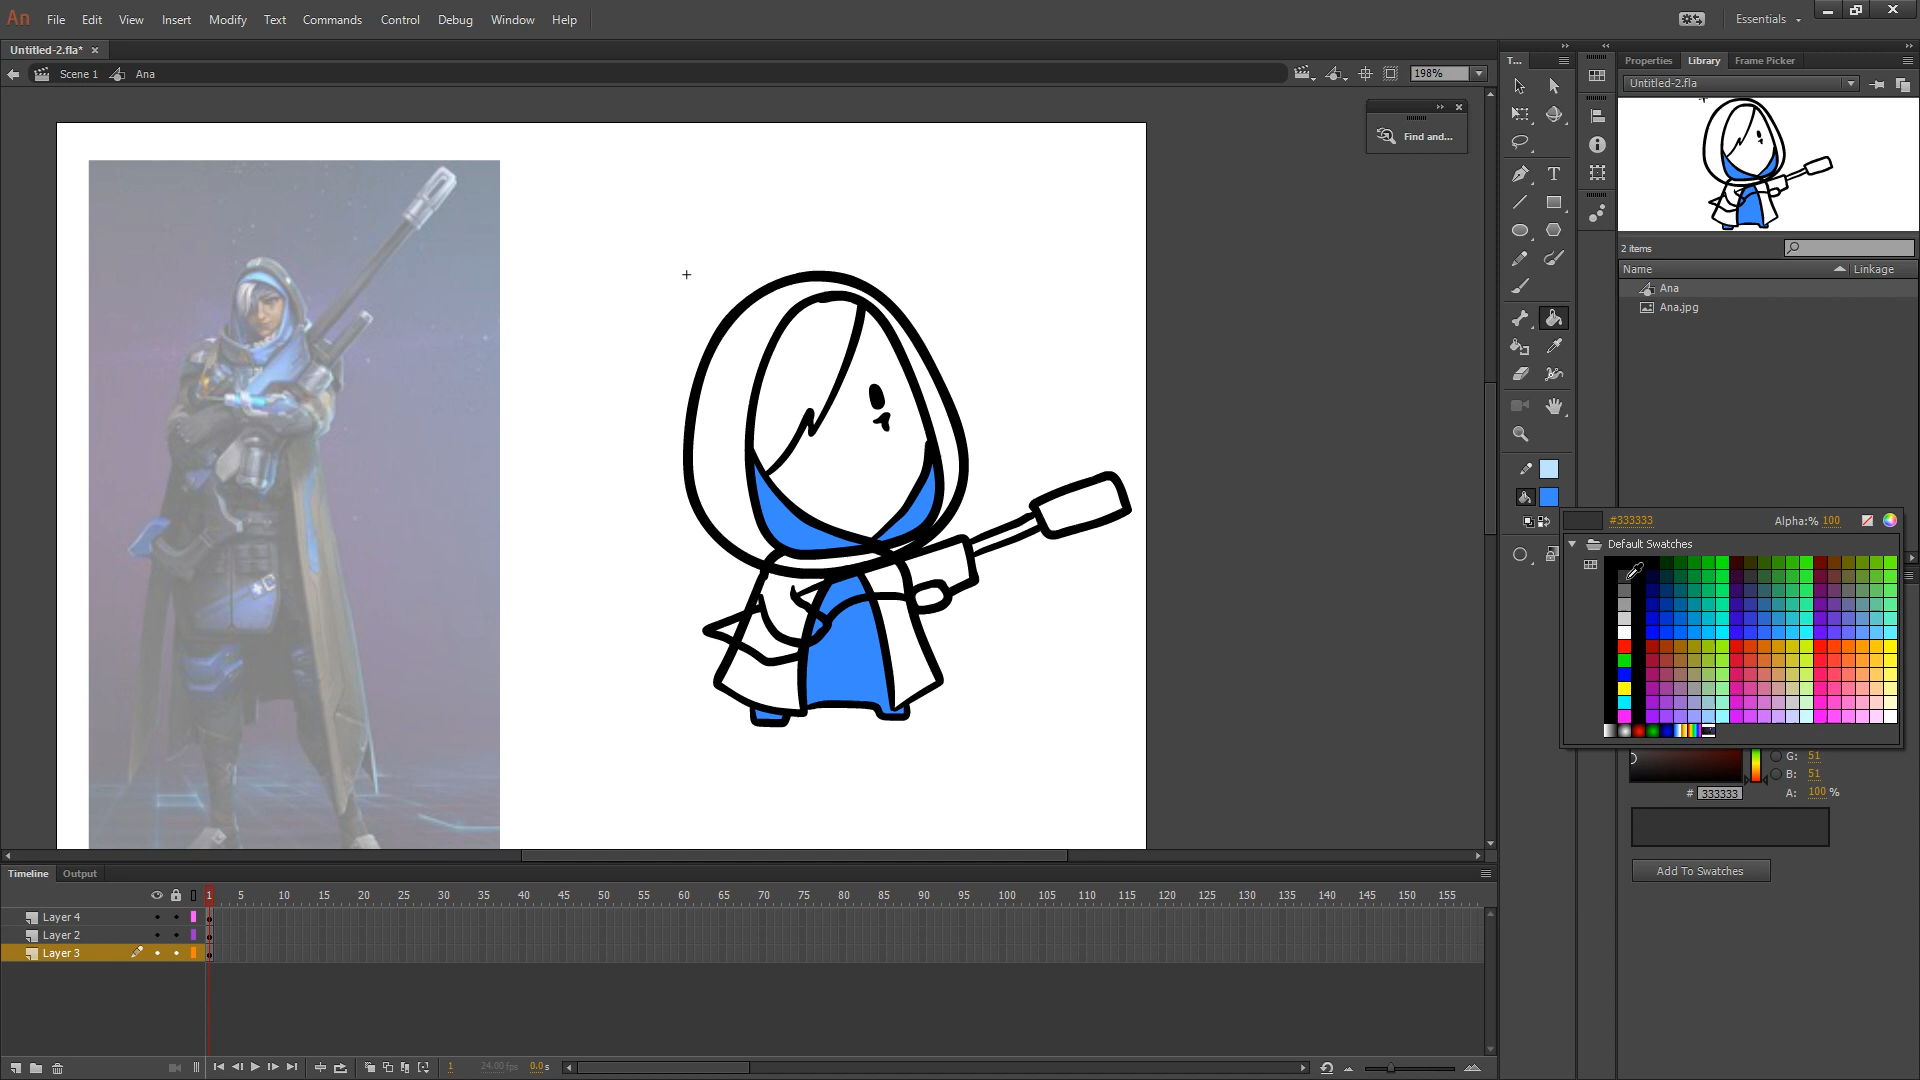 An File Edit View Insert Modify Text Commands Control Debug Window Help Essentials
Untitled-2.fla* ×
Scene 1 Ana 198%
Find and...
T...
Properties Library Frame Picker
Untitled-2.fla
2 items
Name Linkage
Ana
Ana.jpg
#333333 Alpha:% 100
Default Swatches
G: 51
B: 51
# 333333 A: 100 %
Add To Swatches
Timeline Output
1 5 10 15 20 25 30 35 40 45 50 55 60 65 70 75 80 85 90 95 100 105 110 115 120 125 130 135 140 145 150 155
Layer 4
Layer 2
Layer 3
1 24.00 fps 0.0 s